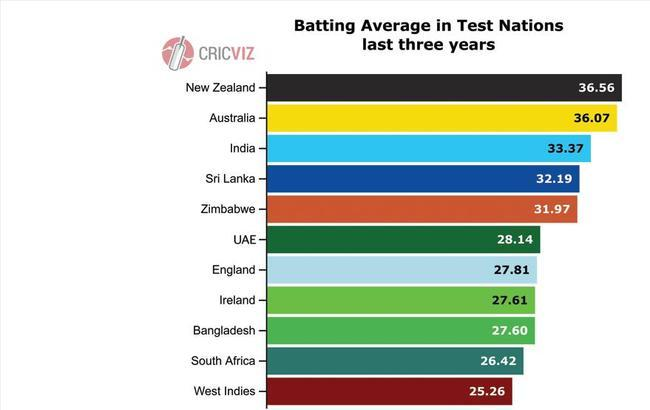 Batting Average in Test Nations
last three years
CRICVIZ
New Zealand 36.56
Australia 36.07
India 33.37
Sri Lanka 32.19
Zimbabwe 31.97
UAE 28.14
England 27.81
Ireland 27.61
Bangladesh 27.60
South Africa 26.42
West Indies 25.26